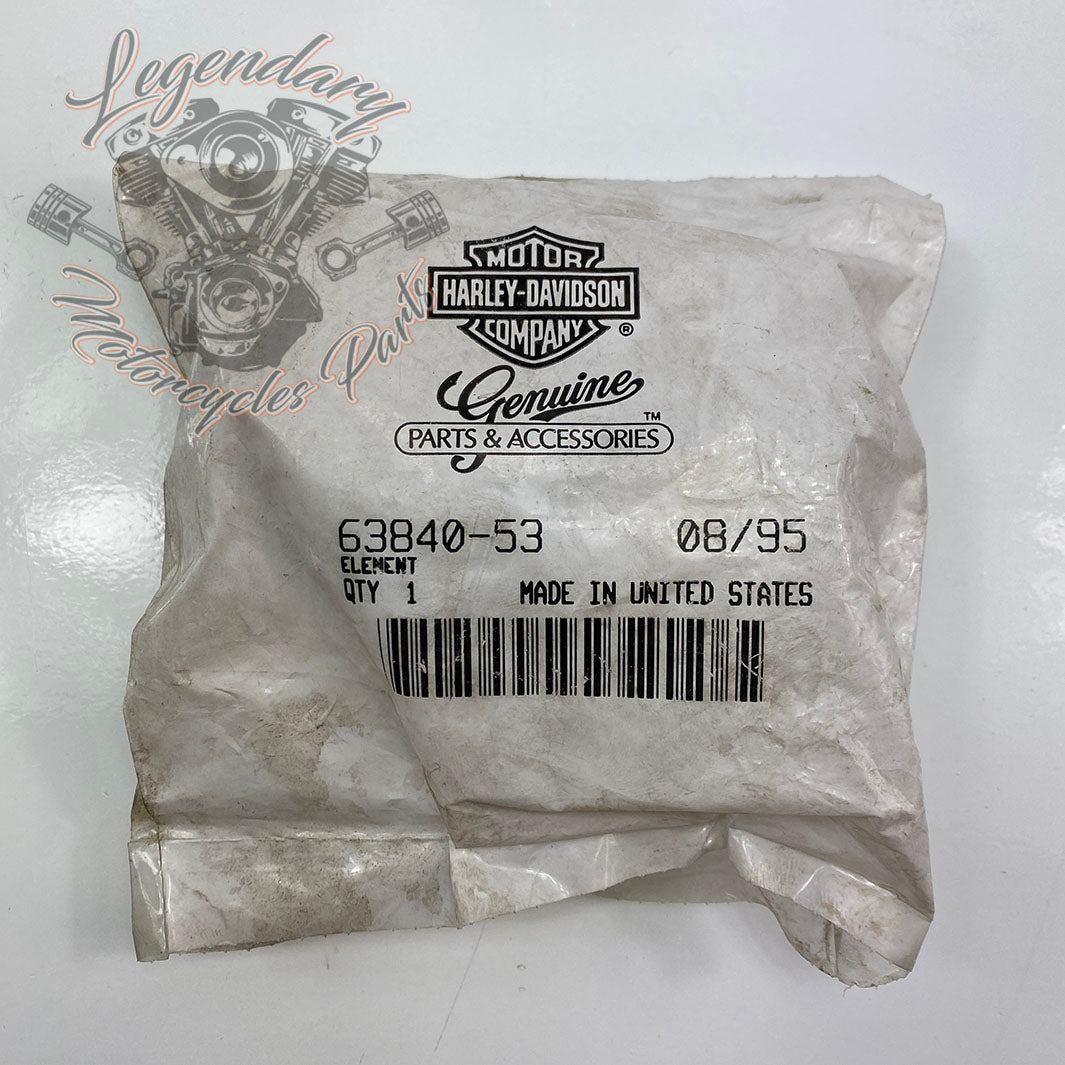 Legendary
Motorcycles Parts
MOTOR
HARLEY-DAVIDSON
COMPANY ®
Genuine
PARTS & ACCESSORIES ™
63840-53 08/95
ELEMENT
QTY 1 MADE IN UNITED STATES